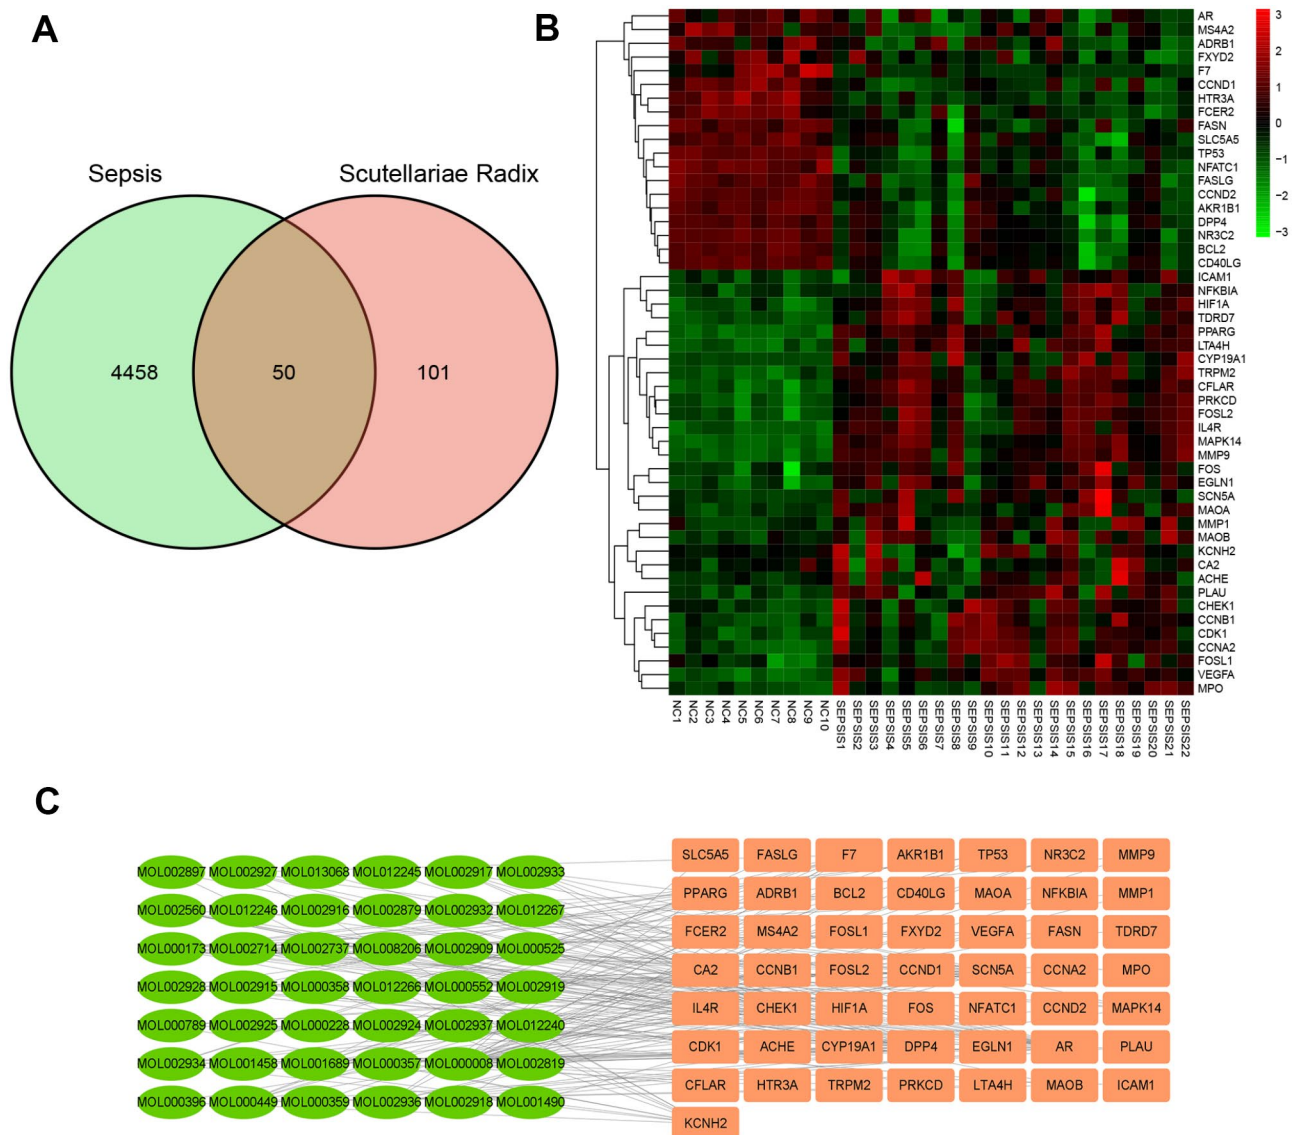 A
Sepsis
Scutellariae Radix
4458
50
101
B
AR
MS4A2
ADRB1
FXYD2
F7
CCND1
HTR3A
FCER2
FASN
SLC5A5
TP53
NFATC1
FASLG
CCND2
AKR1B1
DPP4
NR3C2
BCL2
CD40LG
ICAM1
NFKBIA
HIF1A
TDRD7
PPARG
LTA4H
CYP19A1
TRPM2
CFLAR
PRKCD
FOSL2
IL4R
MAPK14
MMP9
FOS
EGLN1
SCN5A
MAOA
MMP1
MAOB
KCNH2
CA2
ACHE
PLAU
CHEK1
CCNB1
CDK1
CCNA2
FOSL1
VEGFA
MPO
3
2
1
0
−1
−2
−3
NC1
NC2
NC3
NC4
NC5
NC6
NC7
NC8
NC9
NC10
SEPSIS1
SEPSIS2
SEPSIS3
SEPSIS4
SEPSIS5
SEPSIS6
SEPSIS7
SEPSIS8
SEPSIS9
SEPSIS10
SEPSIS11
SEPSIS12
SEPSIS13
SEPSIS14
SEPSIS15
SEPSIS16
SEPSIS17
SEPSIS18
SEPSIS19
SEPSIS20
SEPSIS21
SEPSIS22
C
MOL002897 MOL002927 MOL013068 MOL012245 MOL002917 MOL002933
MOL002560 MOL012246 MOL002916 MOL002879 MOL002932 MOL012267
MOL000173 MOL002714 MOL002737 MOL008206 MOL002909 MOL000525
MOL002928 MOL002915 MOL000358 MOL012266 MOL000552 MOL002919
MOL000789 MOL002925 MOL000228 MOL002924 MOL002937 MOL012240
MOL002934 MOL001458 MOL001689 MOL000357 MOL000008 MOL002819
MOL000396 MOL000449 MOL000359 MOL002936 MOL002918 MOL001490
SLC5A5 FASLG F7 AKR1B1 TP53 NR3C2 MMP9
PPARG ADRB1 BCL2 CD40LG MAOA NFKBIA MMP1
FCER2 MS4A2 FOSL1 FXYD2 VEGFA FASN TDRD7
CA2 CCNB1 FOSL2 CCND1 SCN5A CCNA2 MPO
IL4R CHEK1 HIF1A FOS NFATC1 CCND2 MAPK14
CDK1 ACHE CYP19A1 DPP4 EGLN1 AR PLAU
CFLAR HTR3A TRPM2 PRKCD LTA4H MAOB ICAM1
KCNH2